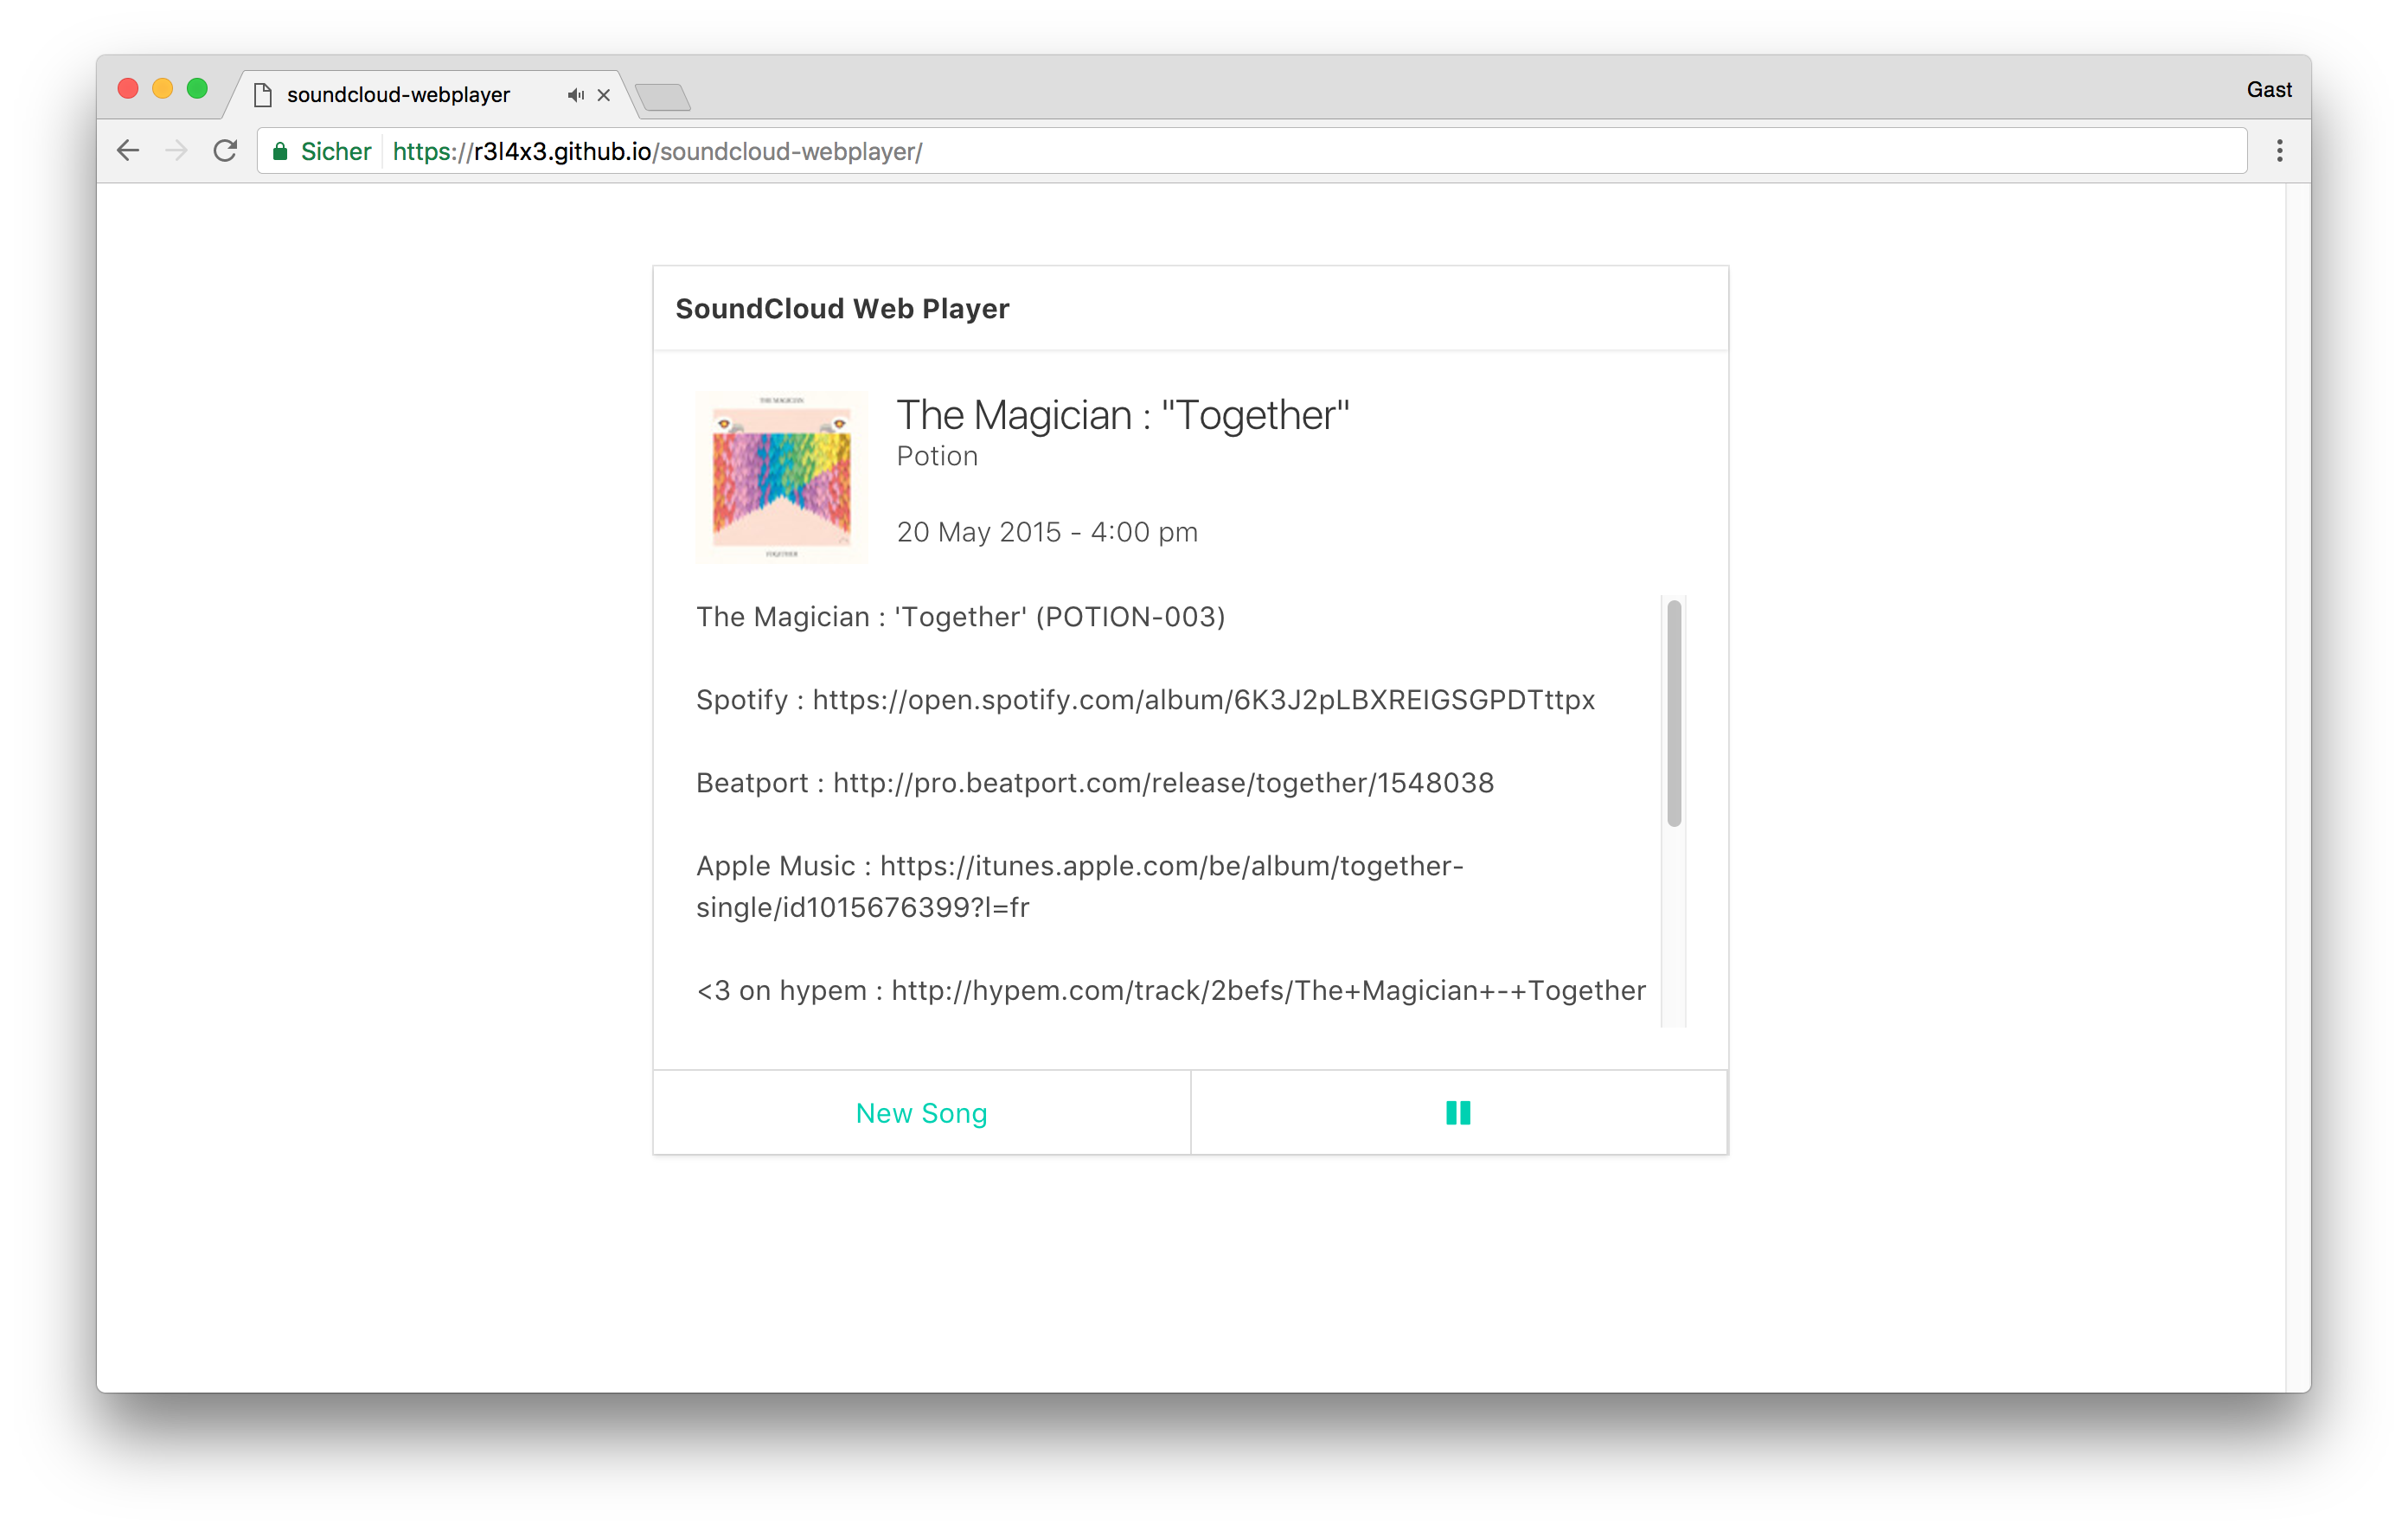 soundcloud-webplayer
Gast
Sicher https://r3l4x3.github.io/soundcloud-webplayer/
SoundCloud Web Player
THE MAGICIAN
TOGETHER
The Magician : "Together"
Potion
20 May 2015 - 4:00 pm
The Magician : 'Together' (POTION-003)
Spotify : https://open.spotify.com/album/6K3J2pLBXREIGSGPDTttpx
Beatport : http://pro.beatport.com/release/together/1548038
Apple Music : https://itunes.apple.com/be/album/together-
single/id1015676399?l=fr
<3 on hypem : http://hypem.com/track/2befs/The+Magician+-+Together
New Song